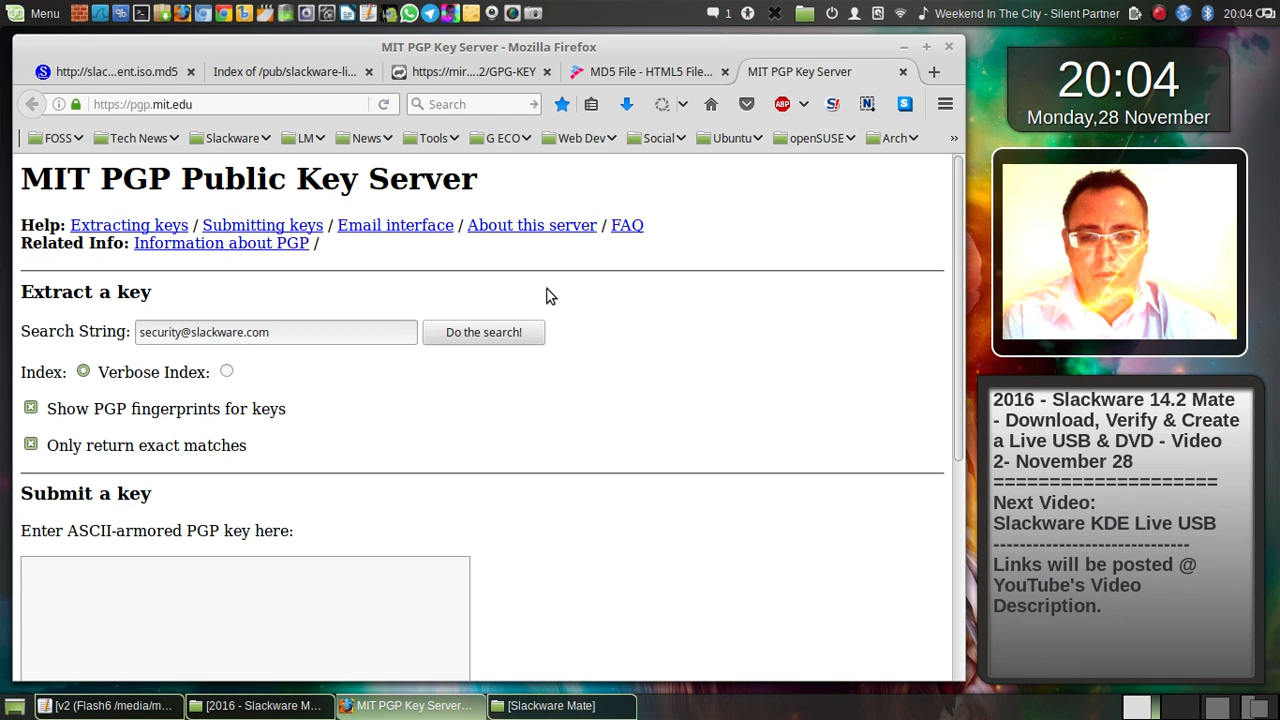 Menu
1
Weekend In The City - Silent Partner
20:04
MIT PGP Key Server - Mozilla Firefox
http://slac...ent.iso.md5
Index of /pub/slackware-li...
https://mir....2/GPG-KEY
MD5 File - HTML5 File...
MIT PGP Key Server
https://pgp.mit.edu
Search
ABP
FOSS
Tech News
Slackware
LM
News
Tools
G ECO
Web Dev
Social
Ubuntu
openSUSE
Arch
»
MIT PGP Public Key Server
Help: Extracting keys / Submitting keys / Email interface / About this server / FAQ
Related Info: Information about PGP /
Extract a key
Search String: security@slackware.com Do the search!
Index: Verbose Index:
Show PGP fingerprints for keys
Only return exact matches
Submit a key
Enter ASCII-armored PGP key here:
20:04
Monday,28 November
2016 - Slackware 14.2 Mate
- Download, Verify & Create
a Live USB & DVD - Video
2- November 28
====================
Next Video:
Slackware KDE Live USB
----------------------------
Links will be posted @
YouTube's Video
Description.
[v2 (Flash6 /media/m...
[2016 - Slackware M...
MIT PGP Key Server...
[Slackware Mate]